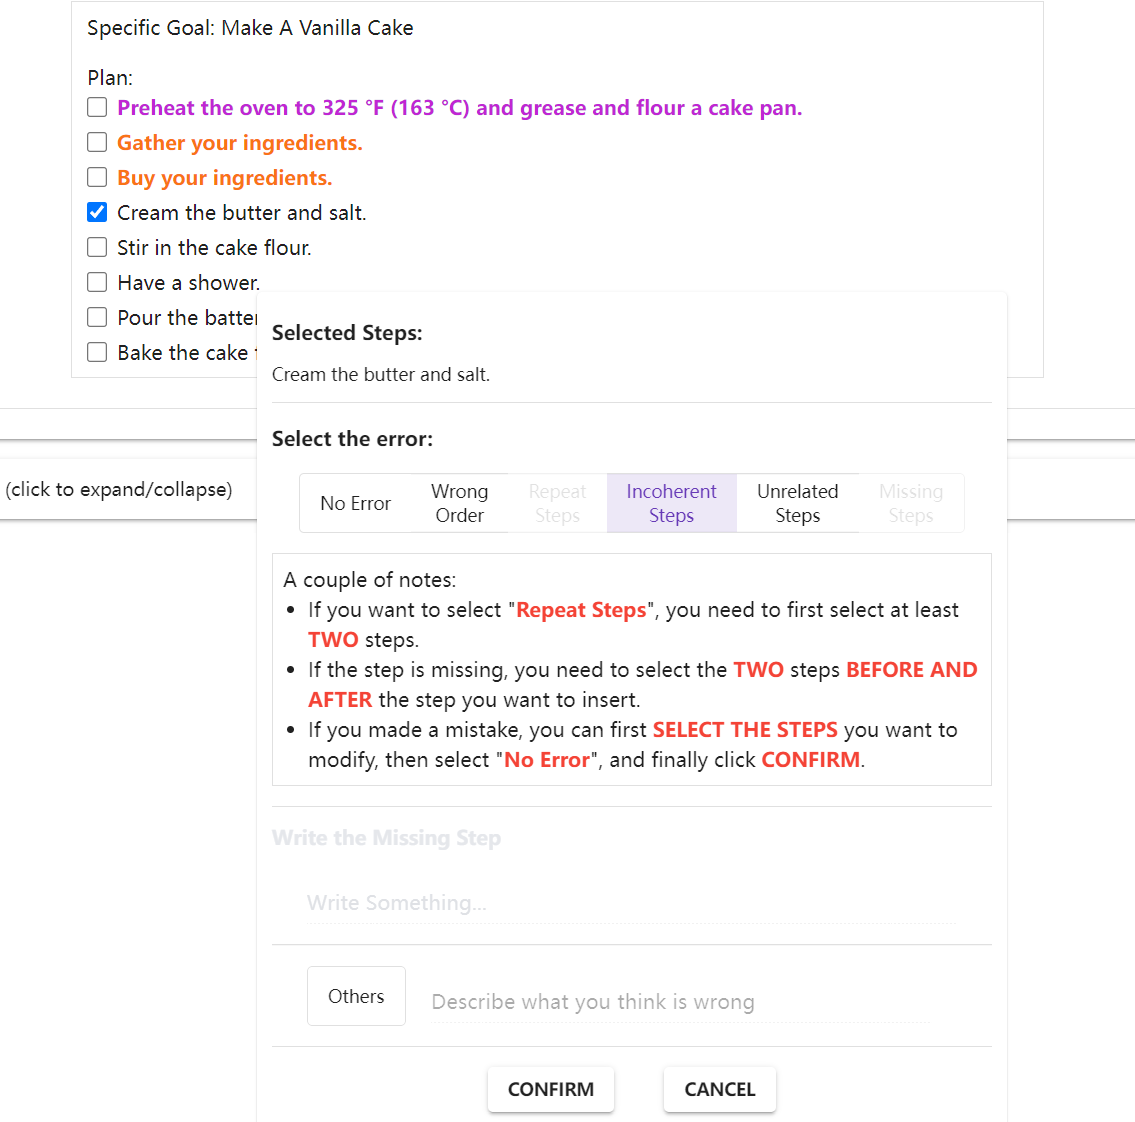 Specific Goal: Make A Vanilla Cake
Plan:
Preheat the oven to 325 °F (163 °C) and grease and flour a cake pan.
Gather your ingredients.
Buy your ingredients.
Cream the butter and salt.
Stir in the cake flour.
Have a shower.
Pour the batter
Bake the cake
(click to expand/collapse)
Selected Steps:
Cream the butter and salt.
Select the error:
No Error
Wrong
Order
Repeat
Steps
Incoherent
Steps
Unrelated
Steps
Missing
Steps
A couple of notes:
• If you want to select "Repeat Steps", you need to first select at least
TWO steps.
• If the step is missing, you need to select the TWO steps BEFORE AND
AFTER the step you want to insert.
• If you made a mistake, you can first SELECT THE STEPS you want to
modify, then select "No Error", and finally click CONFIRM.
Write the Missing Step
Write Something...
Others
Describe what you think is wrong
CONFIRM
CANCEL